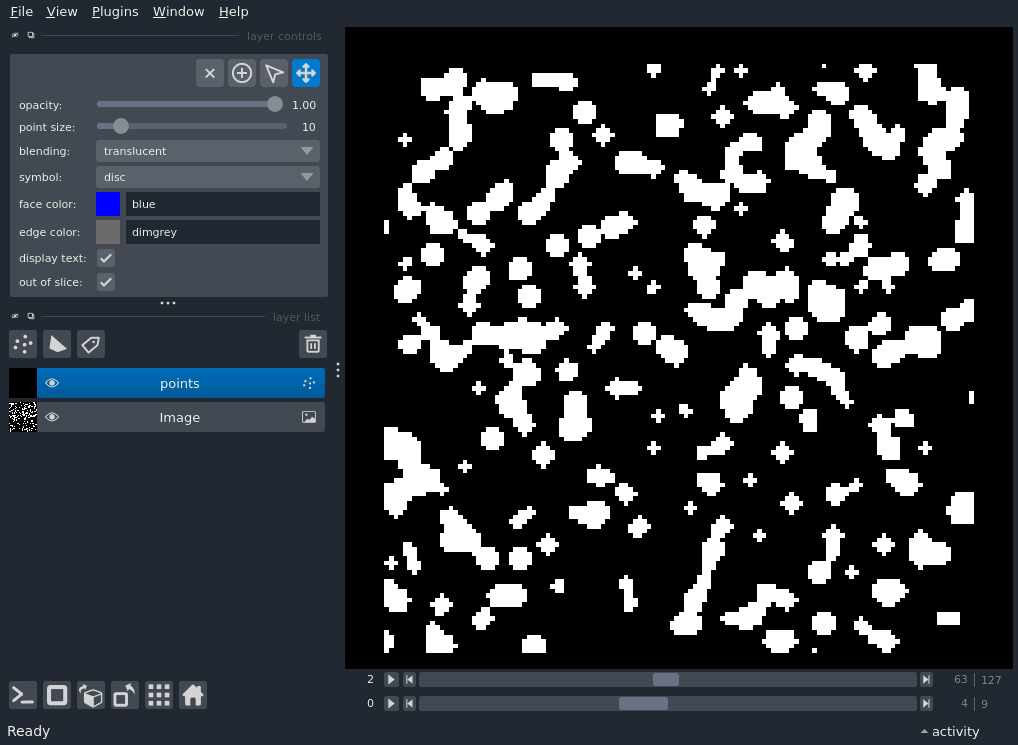 File View Plugins Window Help
layer controls
opacity: 1.00
point size: 10
blending: translucent
symbol: disc
face color: blue
edge color: dimgrey
display text:
out of slice:
layer list
points
Image
2 63 127
0 4 9
Ready activity